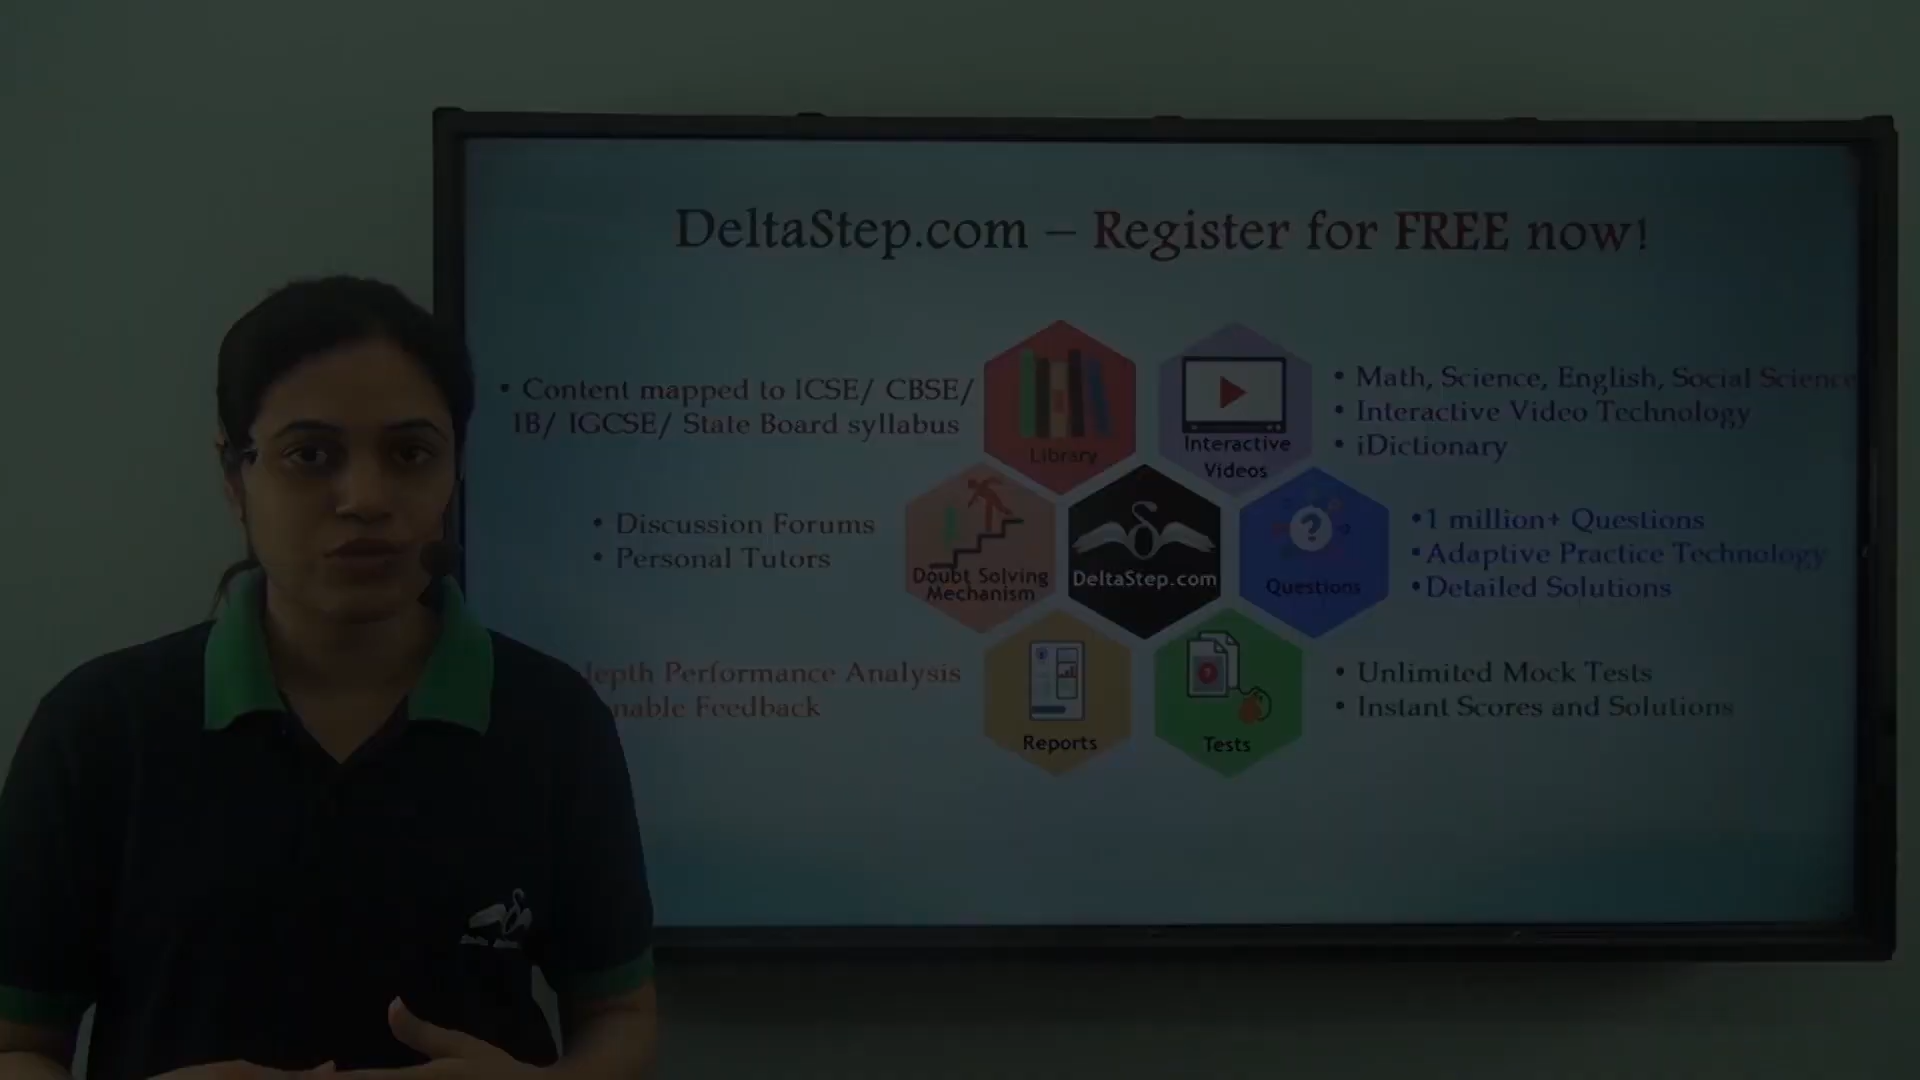 DeltaStep.com – Register for FREE now!
• Content mapped to ICSE/ CBSE/
IB/ IGCSE/ State Board syllabus
Library
Interactive
Videos
• Math, Science, English, Social Science
• Interactive Video Technology
• iDictionary
• Discussion Forums
• Personal Tutors
Doubt Solving
Mechanism
DeltaStep.com
?
Questions
•1 million+ Questions
•Adaptive Practice Technology
•Detailed Solutions
depth Performance Analysis
nable Feedback
Reports
?
Tests
• Unlimited Mock Tests
• Instant Scores and Solutions